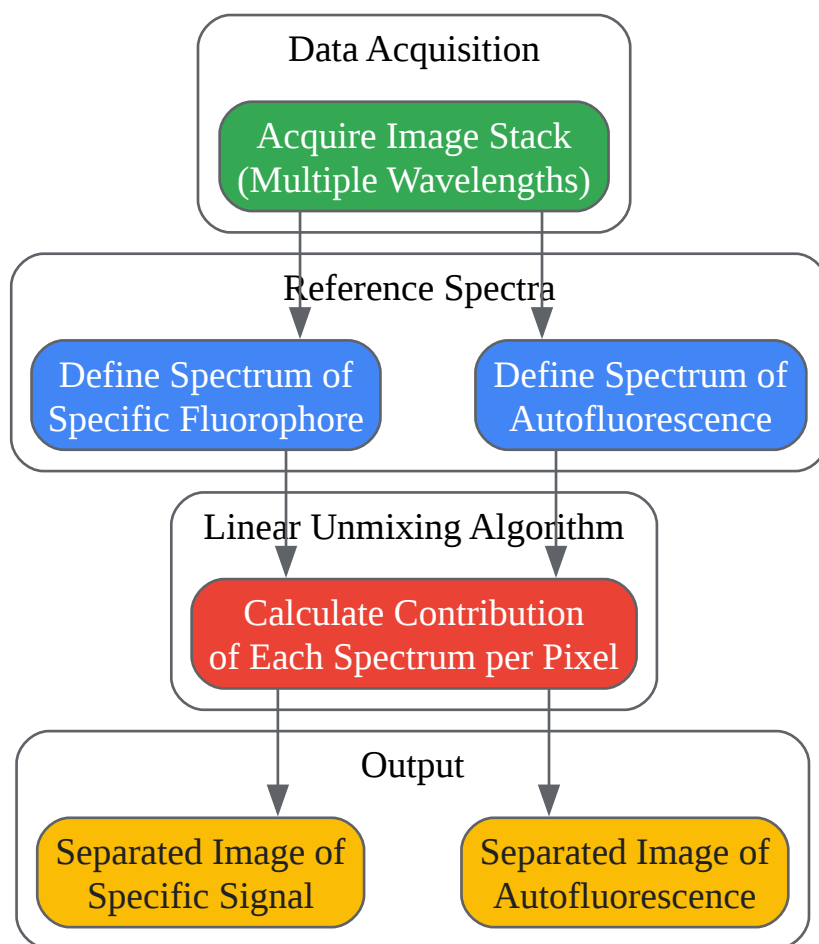 Data Acquisition
Acquire Image Stack
(Multiple Wavelengths)
Reference Spectra
Define Spectrum of
Specific Fluorophore
Define Spectrum of
Autofluorescence
Linear Unmixing Algorithm
Calculate Contribution
of Each Spectrum per Pixel
Output
Separated Image of
Specific Signal
Separated Image of
Autofluorescence